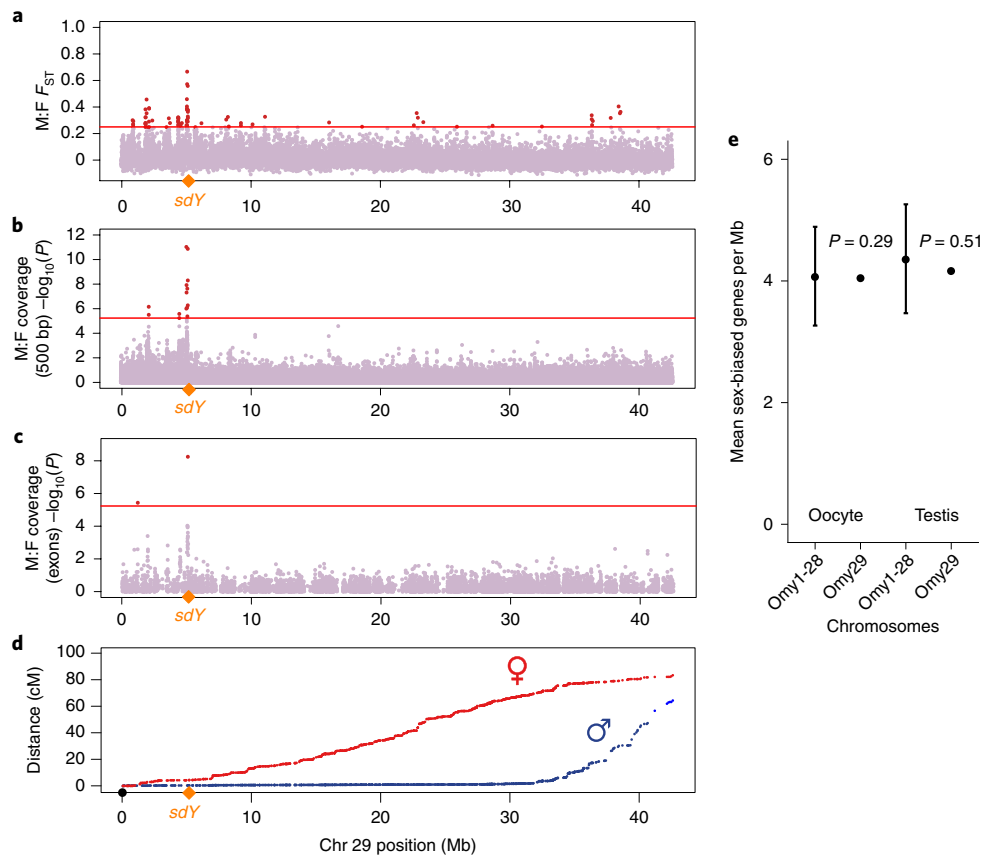 a
1.0
0.8
0.6
0.4
0.2
0
M:F FST
sdY
0 10 20 30 40
b
12
10
8
6
4
2
0
M:F coverage
(500 bp) −log10(P)
sdY
0 10 20 30 40
c
8
6
4
2
0
M:F coverage
(exons) −log10(P)
sdY
0 10 20 30 40
d
100
80
60
40
20
0
Distance (cM)
♀
♂
sdY
0 10 20 30 40
Chr 29 position (Mb)
e
6
4
2
0
Mean sex-biased genes per Mb
P = 0.29 P = 0.51
Oocyte Testis
Omy1-28 Omy29 Omy1-28 Omy29
Chromosomes